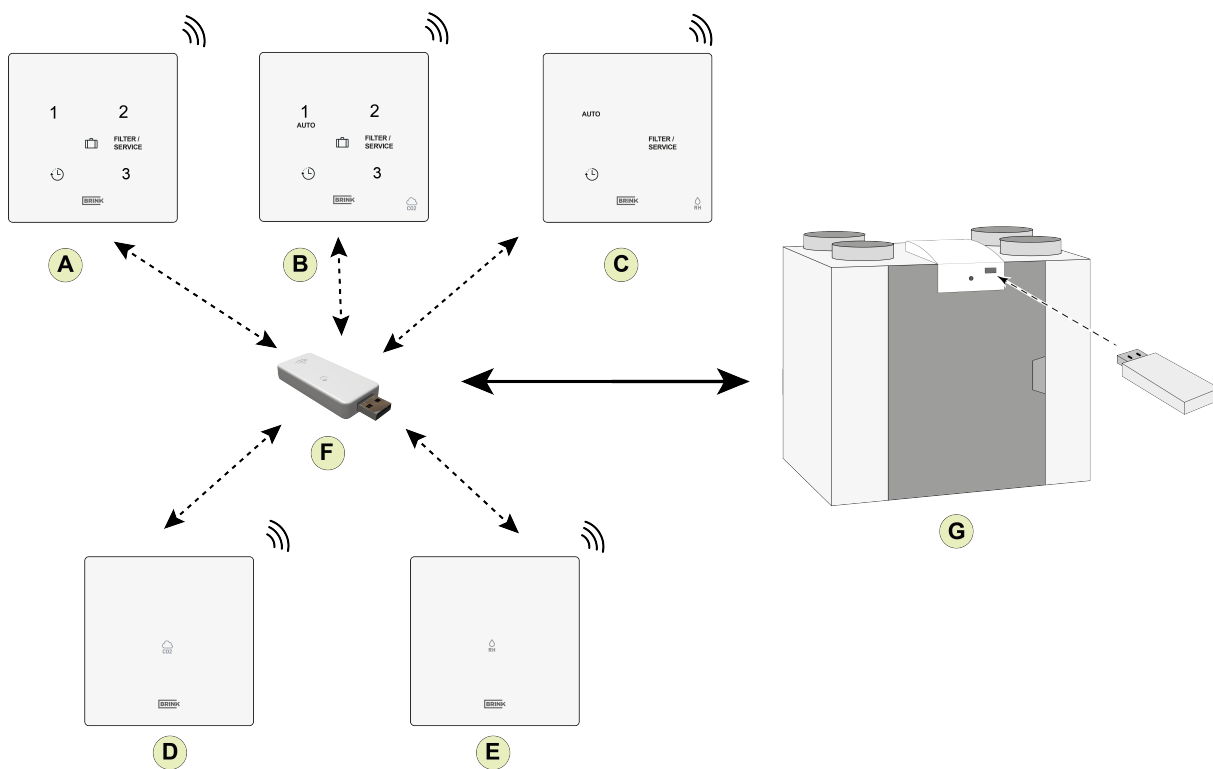 1 2
FILTER /
SERVICE
3
BRINK
A
1 2
AUTO
FILTER /
SERVICE
3
BRINK
CO2
B
AUTO
FILTER /
SERVICE
BRINK
RH
C
F
G
CO2
BRINK
D
RH
BRINK
E